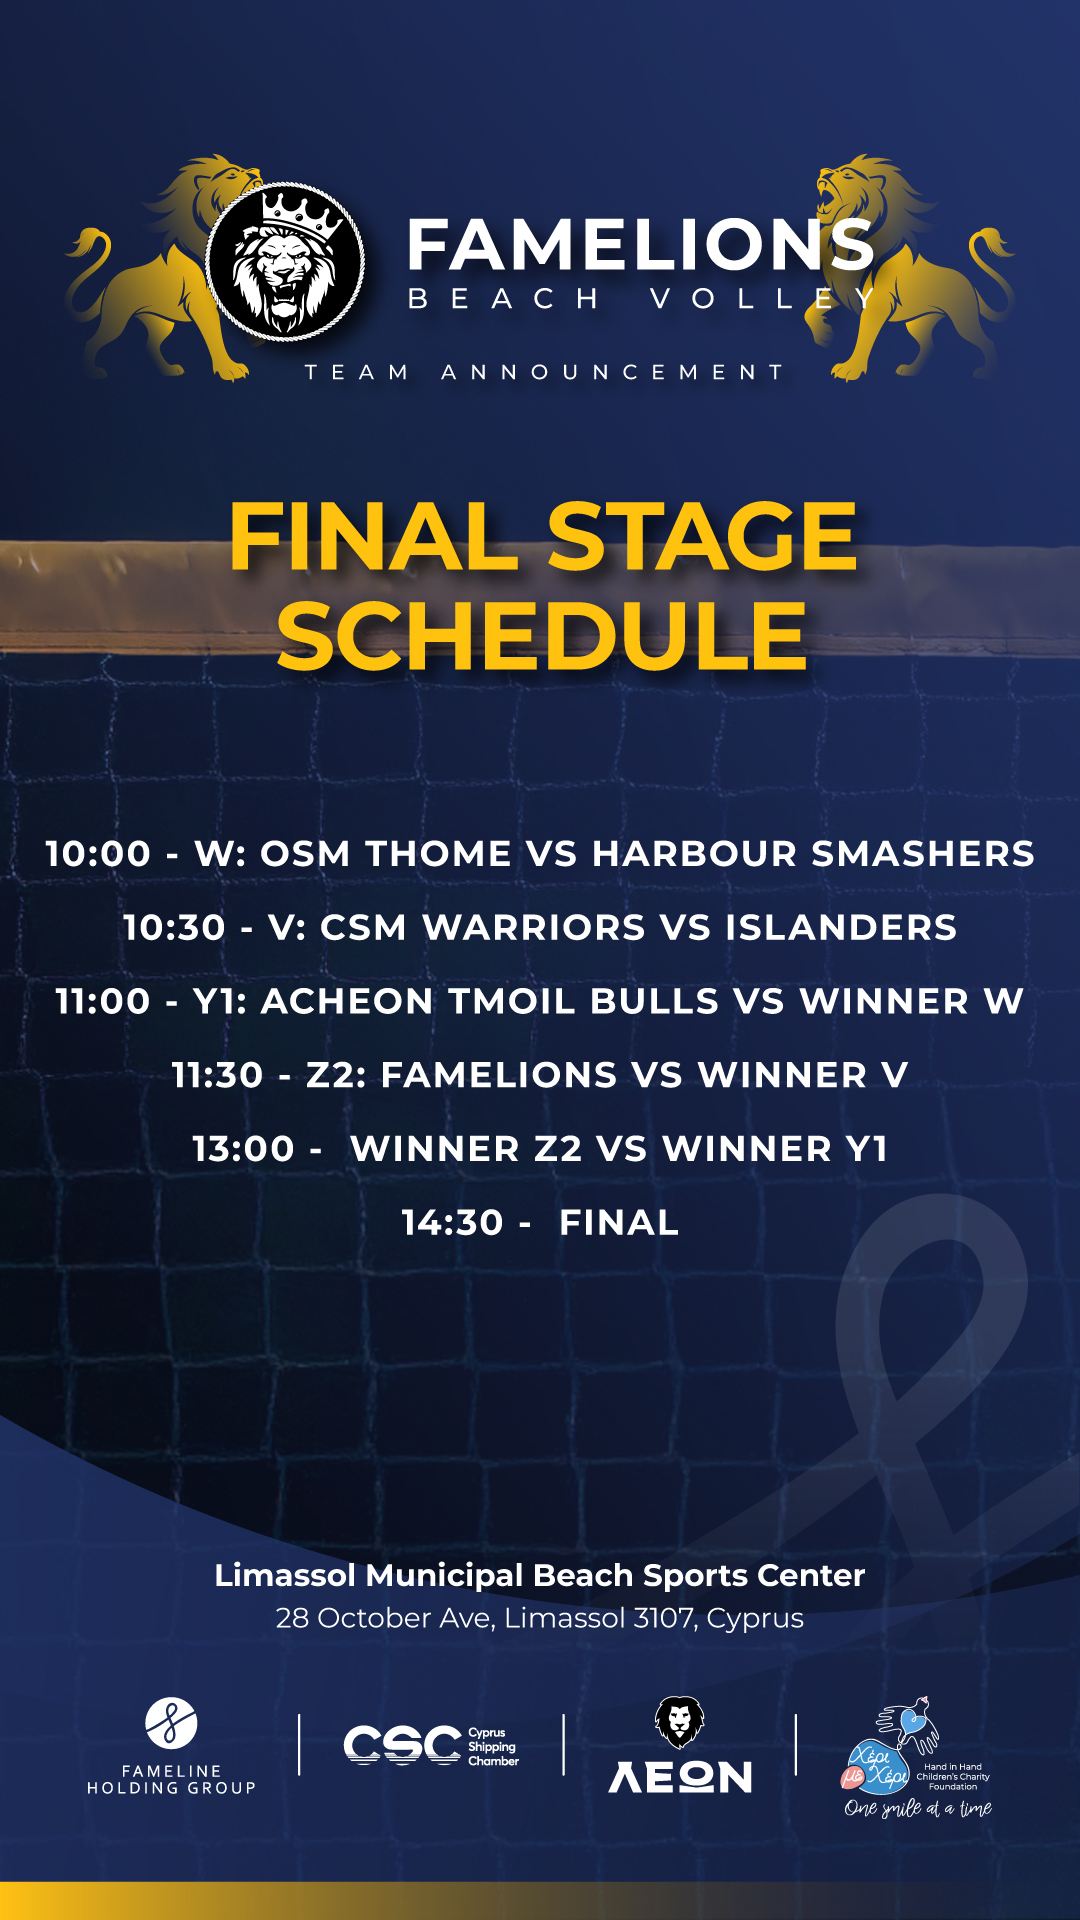 FAMELIONS
BEACH VOLLEY
TEAM ANNOUNCEMENT
FINAL STAGE
SCHEDULE
10:00 - W: OSM THOME VS HARBOUR SMASHERS
10:30 - V: CSM WARRIORS VS ISLANDERS
11:00 - Y1: ACHEON TMOIL BULLS VS WINNER W
11:30 - Z2: FAMELIONS VS WINNER V
13:00 - WINNER Z2 VS WINNER Y1
14:30 - FINAL
Limassol Municipal Beach Sports Center
28 October Ave, Limassol 3107, Cyprus
FAMELINE
HOLDING GROUP
CSC
Cyprus
Shipping
Chamber
ΛΕΩΝ
Χέρι
με Χέρι
Hand in Hand
Children's Charity
Foundation
One smile at a time